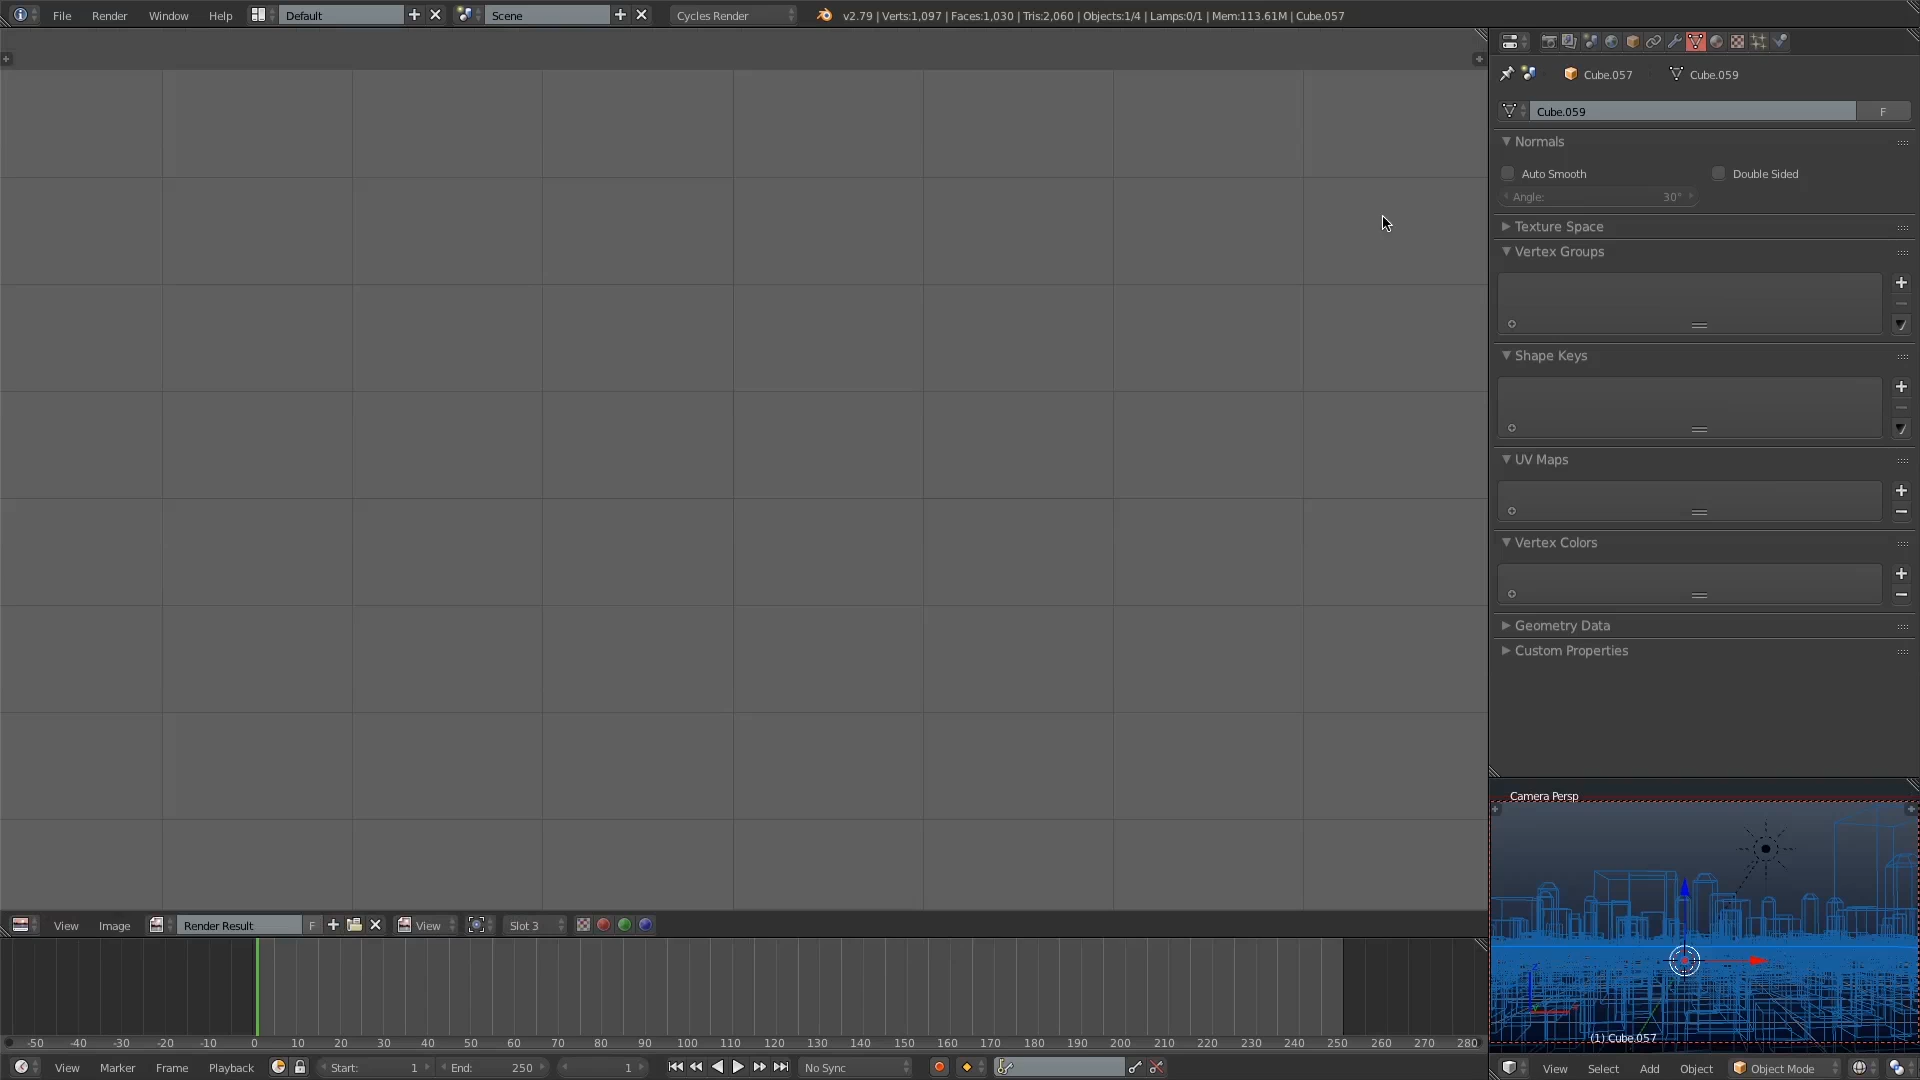 File Render Window Help Default Scene Cycles Render v2.79 | Verts:1,097 | Faces:1,030 | Tris:2,060 | Objects:1/4 | Lamps:0/1 | Mem:113.61M | Cube.057
Cube.057 Cube.059
Cube.059 F
Normals
Auto Smooth Double Sided
Angle: 30°
Texture Space
Vertex Groups
Shape Keys
UV Maps
Vertex Colors
Geometry Data
Custom Properties
Camera Persp
(1) Cube.057
View Image Render Result F View Slot 3
-50 -40 -30 -20 -10 0 10 20 30 40 50 60 70 80 90 100 110 120 130 140 150 160 170 180 190 200 210 220 230 240 250 260 270 280
View Marker Frame Playback Start: 1 End: 250 1 No Sync
View Select Add Object Object Mode